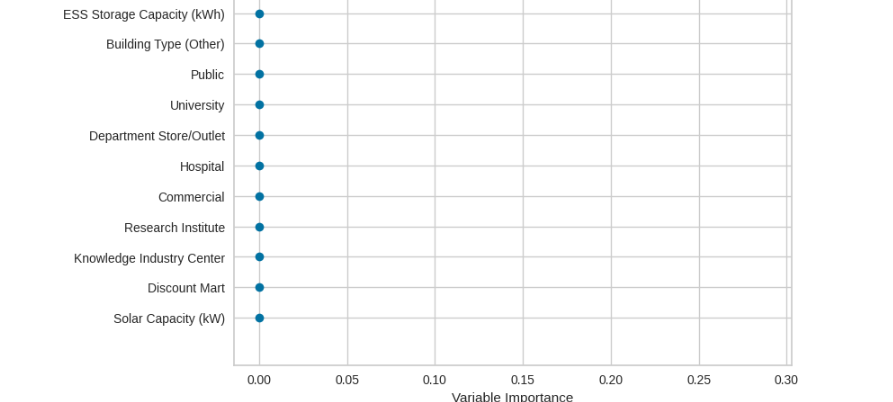 ESS Storage Capacity (kWh)
Building Type (Other)
Public
University
Department Store/Outlet
Hospital
Commercial
Research Institute
Knowledge Industry Center
Discount Mart
Solar Capacity (kW)
0.00 0.05 0.10 0.15 0.20 0.25 0.30
Variable Importance